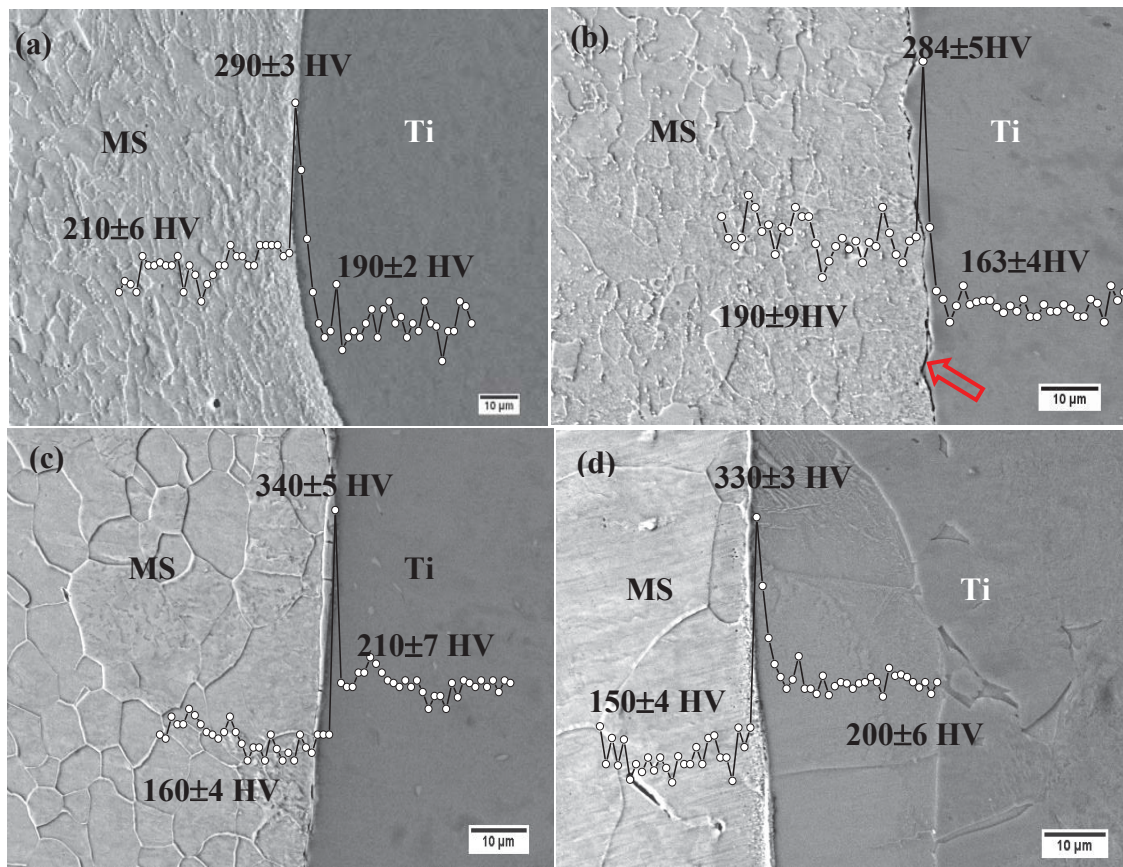 (a)
290±3 HV
MS
Ti
210±6 HV
190±2 HV
10 µm
(b)
284±5HV
MS
Ti
163±4HV
190±9HV
10 µm
(c)
340±5 HV
MS
Ti
210±7 HV
160±4 HV
10 µm
(d)
330±3 HV
MS
Ti
150±4 HV
200±6 HV
10 µm